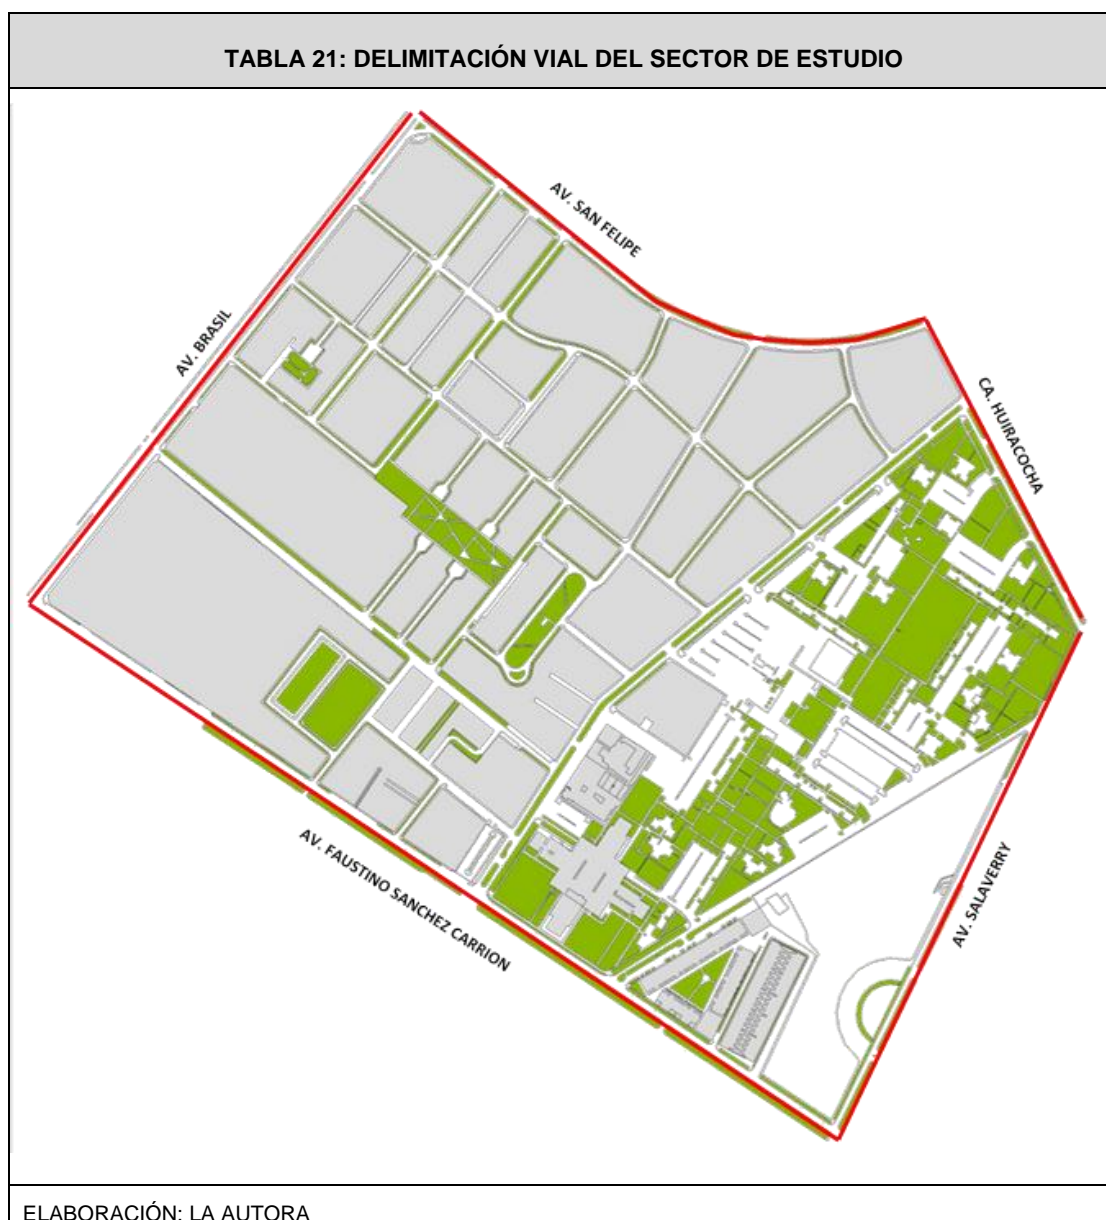 TABLA 21: DELIMITACIÓN VIAL DEL SECTOR DE ESTUDIO
AV. SAN FELIPE
AV. BRASIL
CA. HUIRACOCHA
AV. FAUSTINO SANCHEZ CARRION
AV. SALAVERRY
ELABORACIÓN: LA AUTORA